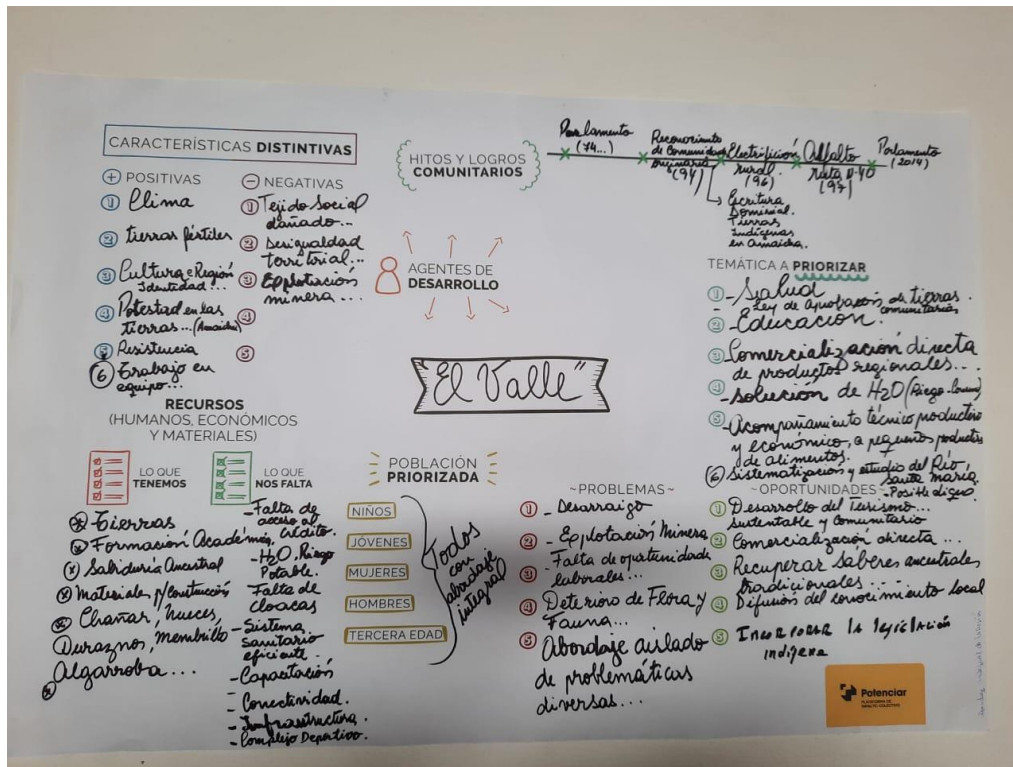 CARACTERÍSTICAS DISTINTIVAS
+ POSITIVAS
1 Clima
2 tierras fértiles
3 Cultura e Región
Identidad...
4 Potestad en las
tierras...(Amaicha)
5 Resistencia
6 Trabajo en
equipo...
- NEGATIVAS
1 Tejido Social
dañado...
2 Desigualdad
territrial...
3 Explotación
minera...
4
5
HITOS Y LOGROS
COMUNITARIOS
Parlamento
(74...)
Reconocimiento
de Comunidades
originarias
(94)
Electrificación
rural.
(96)
Escritura
Dominial.
Tierras
Indígenas
en Amaicha.
Asfalto
ruta N-40
(97)
Parlamento
(2014)
AGENTES DE
DESARROLLO
"El Valle"
TEMÁTICA A PRIORIZAR
1 - Salud
- Ley de aprobación de tierras
comunitarias
2 - Educación.
3 Comercialización directa
de productos regionales...
4 - solución de H2O (Riego-
5 - Acompañamiento técnico productivo
y económico, a pequeños productores
de alimentos.
6 Sistematización y estudio del Río
Santa María.
- Posible dique.
RECURSOS
(HUMANOS, ECONÓMICOS
Y MATERIALES)
LO QUE
TENEMOS
Tierras
Formación Académica
Sabiduría Ancestral
Materiales p/construcción
Chañar, nueces,
Duraznos, membrillo
Algarroba...
LO QUE
NOS FALTA
- Falta de
acceso al
crédito.
- H2O. Riego
Potable.
- Falta de
cloacas
- Sistema
sanitario
eficiente.
- Capacitación
- Conectividad.
- Infraestructura.
- Complejo Deportivo.
POBLACIÓN
PRIORIZADA
NIÑOS
JÓVENES
MUJERES
HOMBRES
TERCERA EDAD
Todos
con
abordaje
integral
~PROBLEMAS~
1 - Desarraigo
2 - Explotación Minera
3 - Falta de oportunidade
laborales...
4 Deterioro de Flora y
Fauna...
5 Abordaje aislado
de problemáticas
diversas...
~OPORTUNIDADES~
1 Desarrollo del Turismo...
Sustentable y Comunitario
2 Comercialización directa...
3 Recuperar sáberes ancentrales
tradicionales...
4 Difusión del conocimiento local
5 INCORPORAR la legislación
indígena
Potenciar
PLATAFORMA DE
IMPACTO COLECTIVO